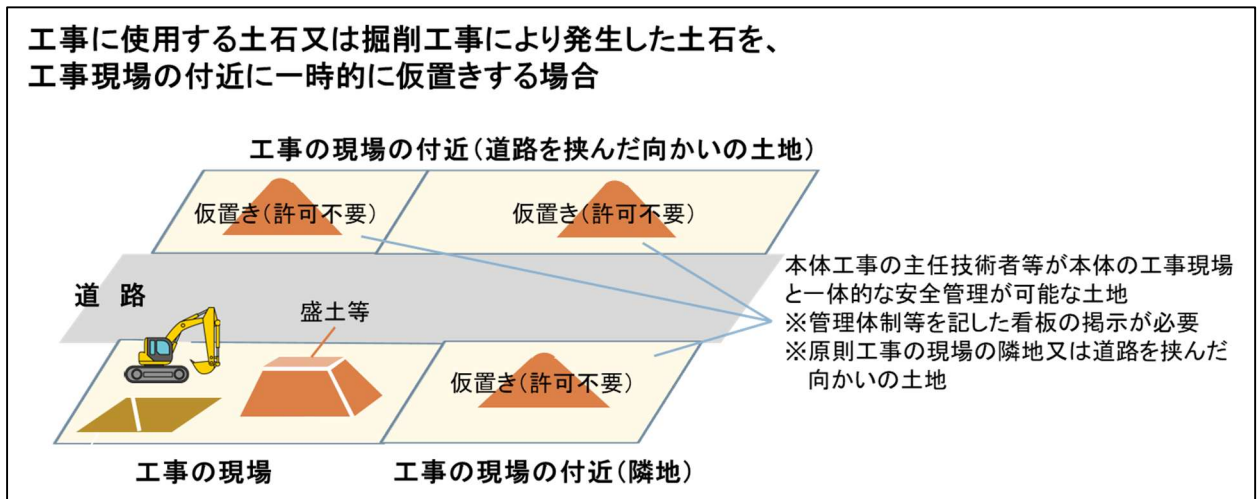 工事に使用する土石又は掘削工事により発生した土石を、
工事現場の付近に一時的に仮置きする場合
工事の現場の付近(道路を挟んだ向かいの土地)
仮置き(許可不要)
仮置き(許可不要)
道 路
盛土等
本体工事の主任技術者等が本体の工事現場
と一体的な安全管理が可能な土地
※管理体制等を記した看板の掲示が必要
※原則工事の現場の隣地又は道路を挟んだ
向かいの土地
仮置き(許可不要)
工事の現場
工事の現場の付近(隣地)